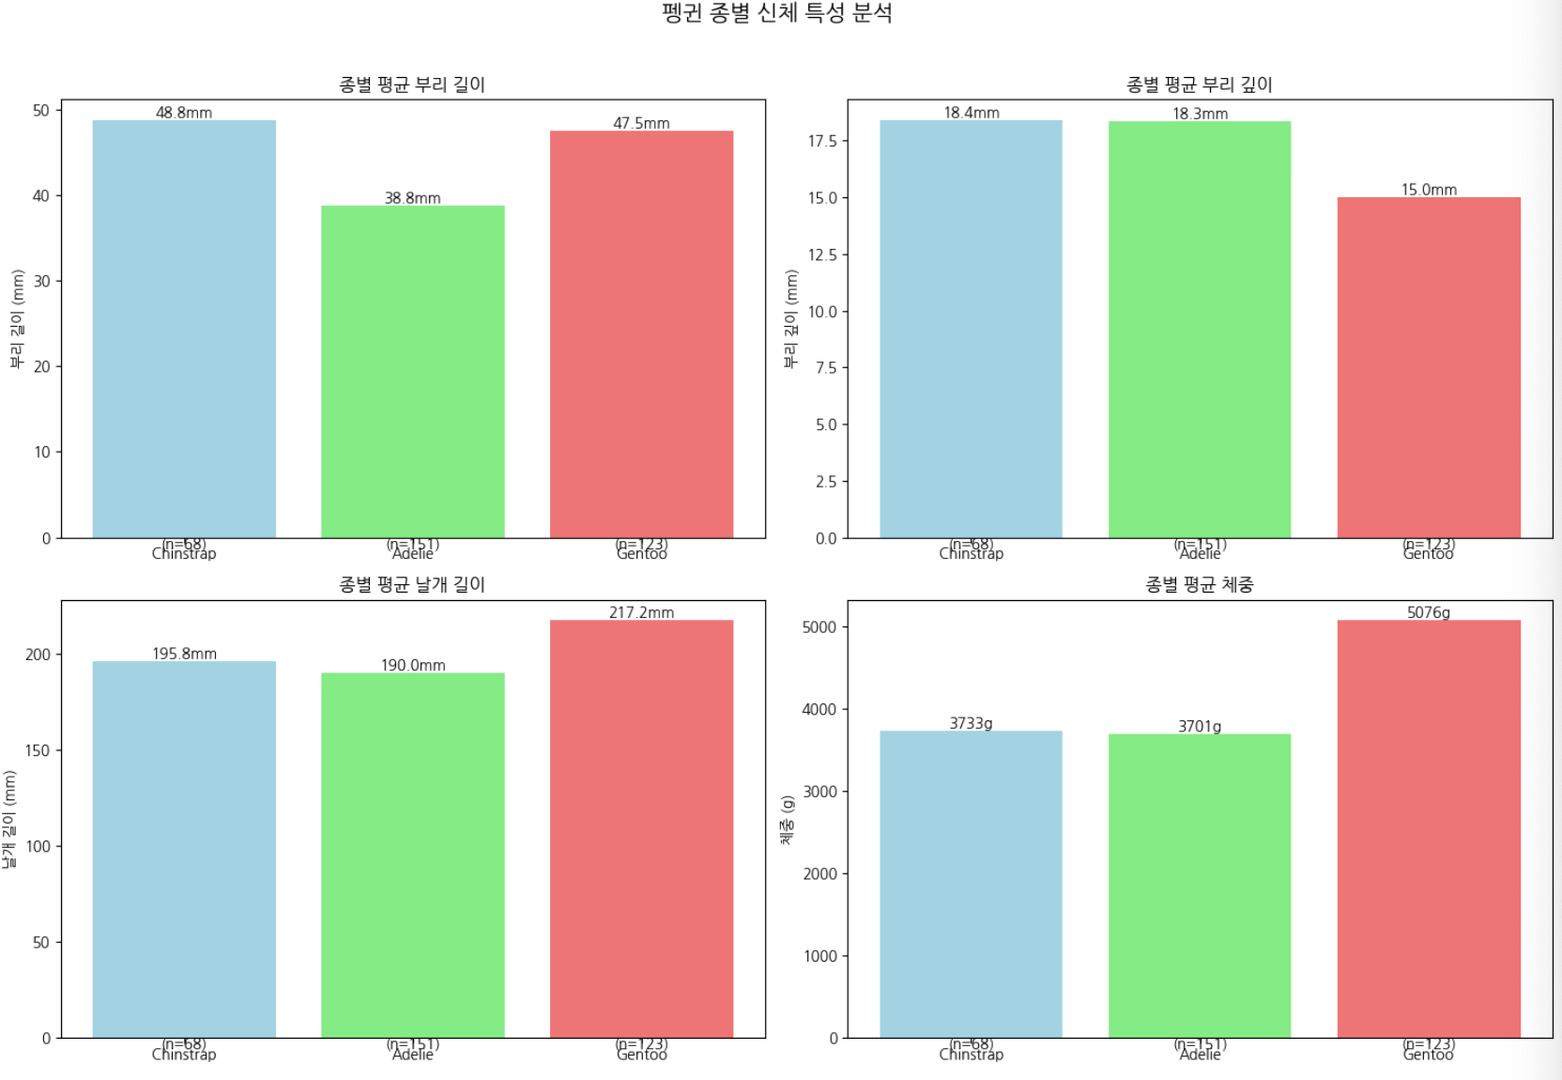 펭귄 종별 신체 특성 분석
종별 평균 부리 길이
부리 길이 (mm)
50
40
30
20
10
0
48.8mm
38.8mm
47.5mm
(n=68)
(n=151)
(n=123)
Chinstrap
Adelie
Gentoo
종별 평균 부리 깊이
부리 깊이 (mm)
17.5
15.0
12.5
10.0
7.5
5.0
2.5
0.0
18.4mm
18.3mm
15.0mm
(n=68)
(n=151)
(n=123)
Chinstrap
Adelie
Gentoo
종별 평균 날개 길이
날개 길이 (mm)
200
150
100
50
0
195.8mm
190.0mm
217.2mm
(n=68)
(n=151)
(n=123)
Chinstrap
Adelie
Gentoo
종별 평균 체중
체중 (g)
5000
4000
3000
2000
1000
0
3733g
3701g
5076g
(n=68)
(n=151)
(n=123)
Chinstrap
Adelie
Gentoo